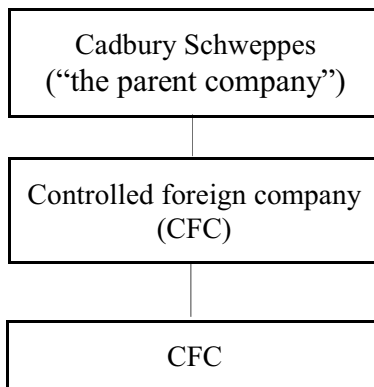 Cadbury Schweppes
(“the parent company”)
Controlled foreign company
(CFC)
CFC